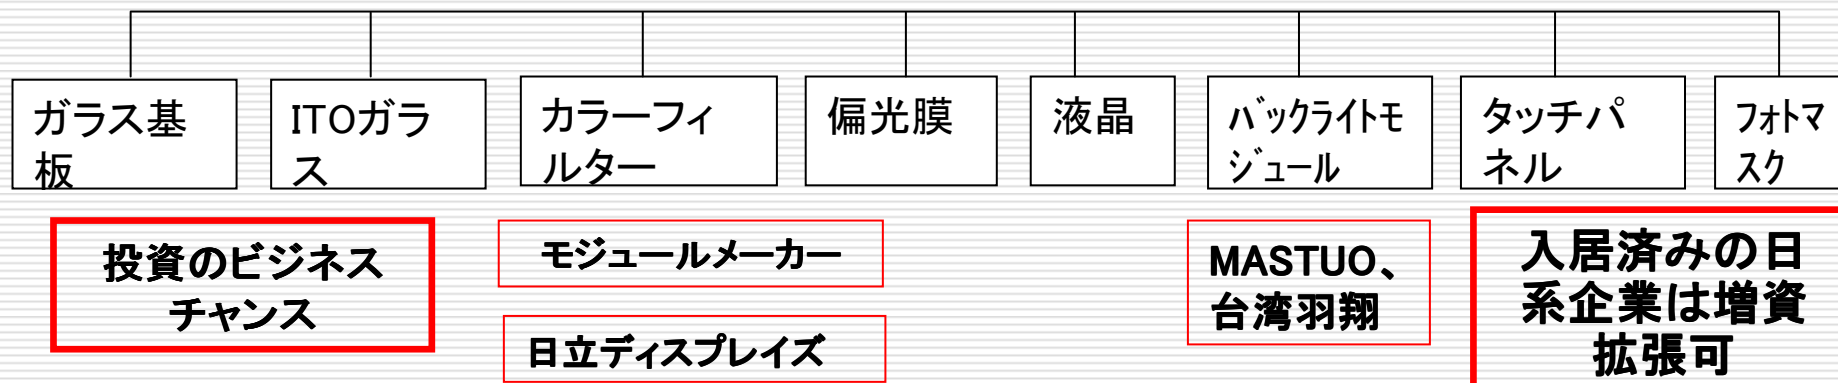 ガラス基
板
ITOガラ
ス
カラーフィ
ルター
偏光膜
液晶
バックライトモ
ジュール
タッチパ
ネル
フォトマ
スク
投資のビジネス
チャンス
モジュールメーカー
日立ディスプレイズ
MASTUO、
台湾羽翔
入居済みの日
系企業は増資
拡張可